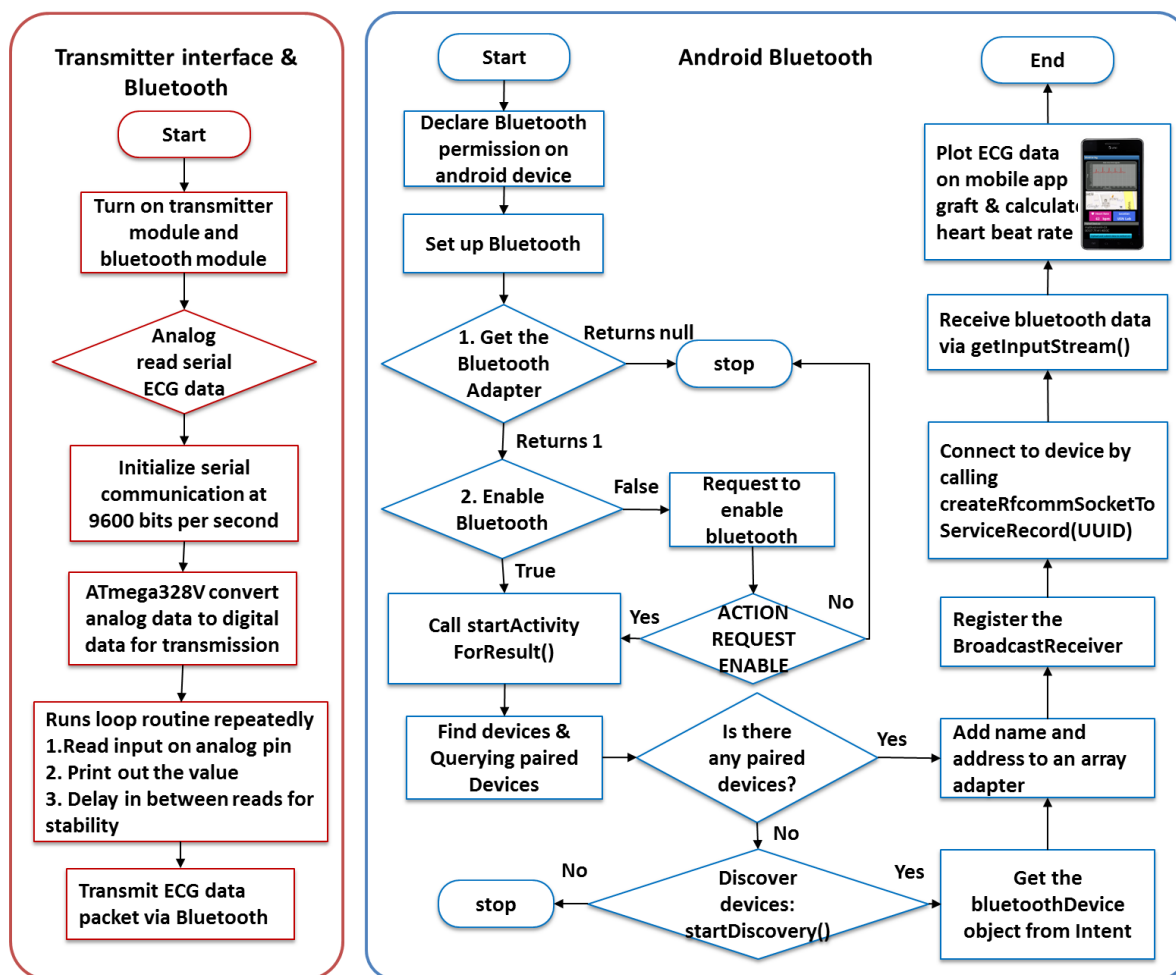 Transmitter interface &
Bluetooth
Start
Turn on transmitter
module and
bluetooth module
Analog
read serial
ECG data
Initialize serial
communication at
9600 bits per second
ATmega328V convert
analog data to digital
data for transmission
Runs loop routine repeatedly
1.Read input on analog pin
2. Print out the value
3. Delay in between reads for
stability
Transmit ECG data
packet via Bluetooth
Android Bluetooth
Start
Declare Bluetooth
permission on
android device
Set up Bluetooth
1. Get the
Bluetooth
Adapter
Returns null
stop
Returns 1
2. Enable
Bluetooth
False
Request to
enable
bluetooth
True
ACTION
REQUEST
ENABLE
Yes
No
Call startActivity
ForResult()
Find devices &
Querying paired
Devices
Is there
any paired
devices?
Yes
No
Discover
devices:
startDiscovery()
No
stop
Yes
Get the
bluetoothDevice
object from Intent
Add name and
address to an array
adapter
Register the
BroadcastReceiver
Connect to device by
calling
createRfcommSocketTo
ServiceRecord(UUID)
Receive bluetooth data
via getInputStream()
Plot ECG data
on mobile app
graft & calculate
heart beat rate
End